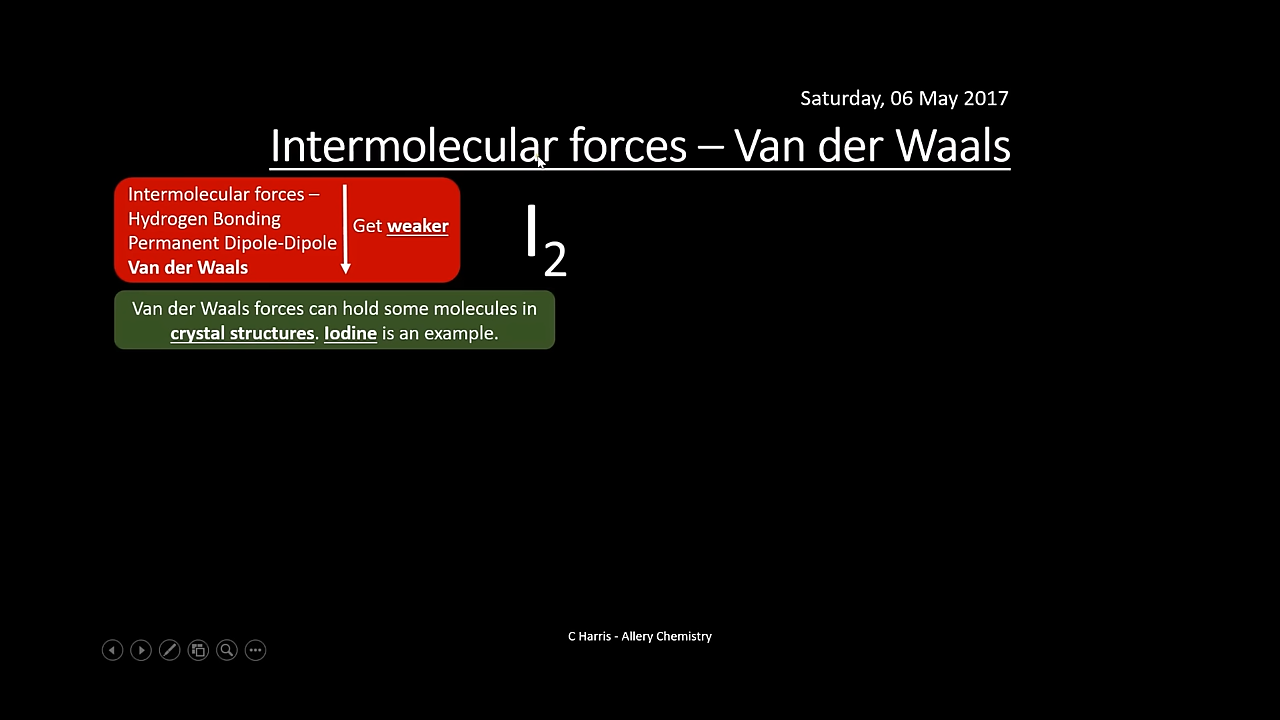 Saturday, 06 May 2017
Intermolecular forces – Van der Waals
Intermolecular forces –
Hydrogen Bonding
Permanent Dipole-Dipole
Van der Waals
Get weaker
I2
Van der Waals forces can hold some molecules in
crystal structures. Iodine is an example.
C Harris - Allery Chemistry